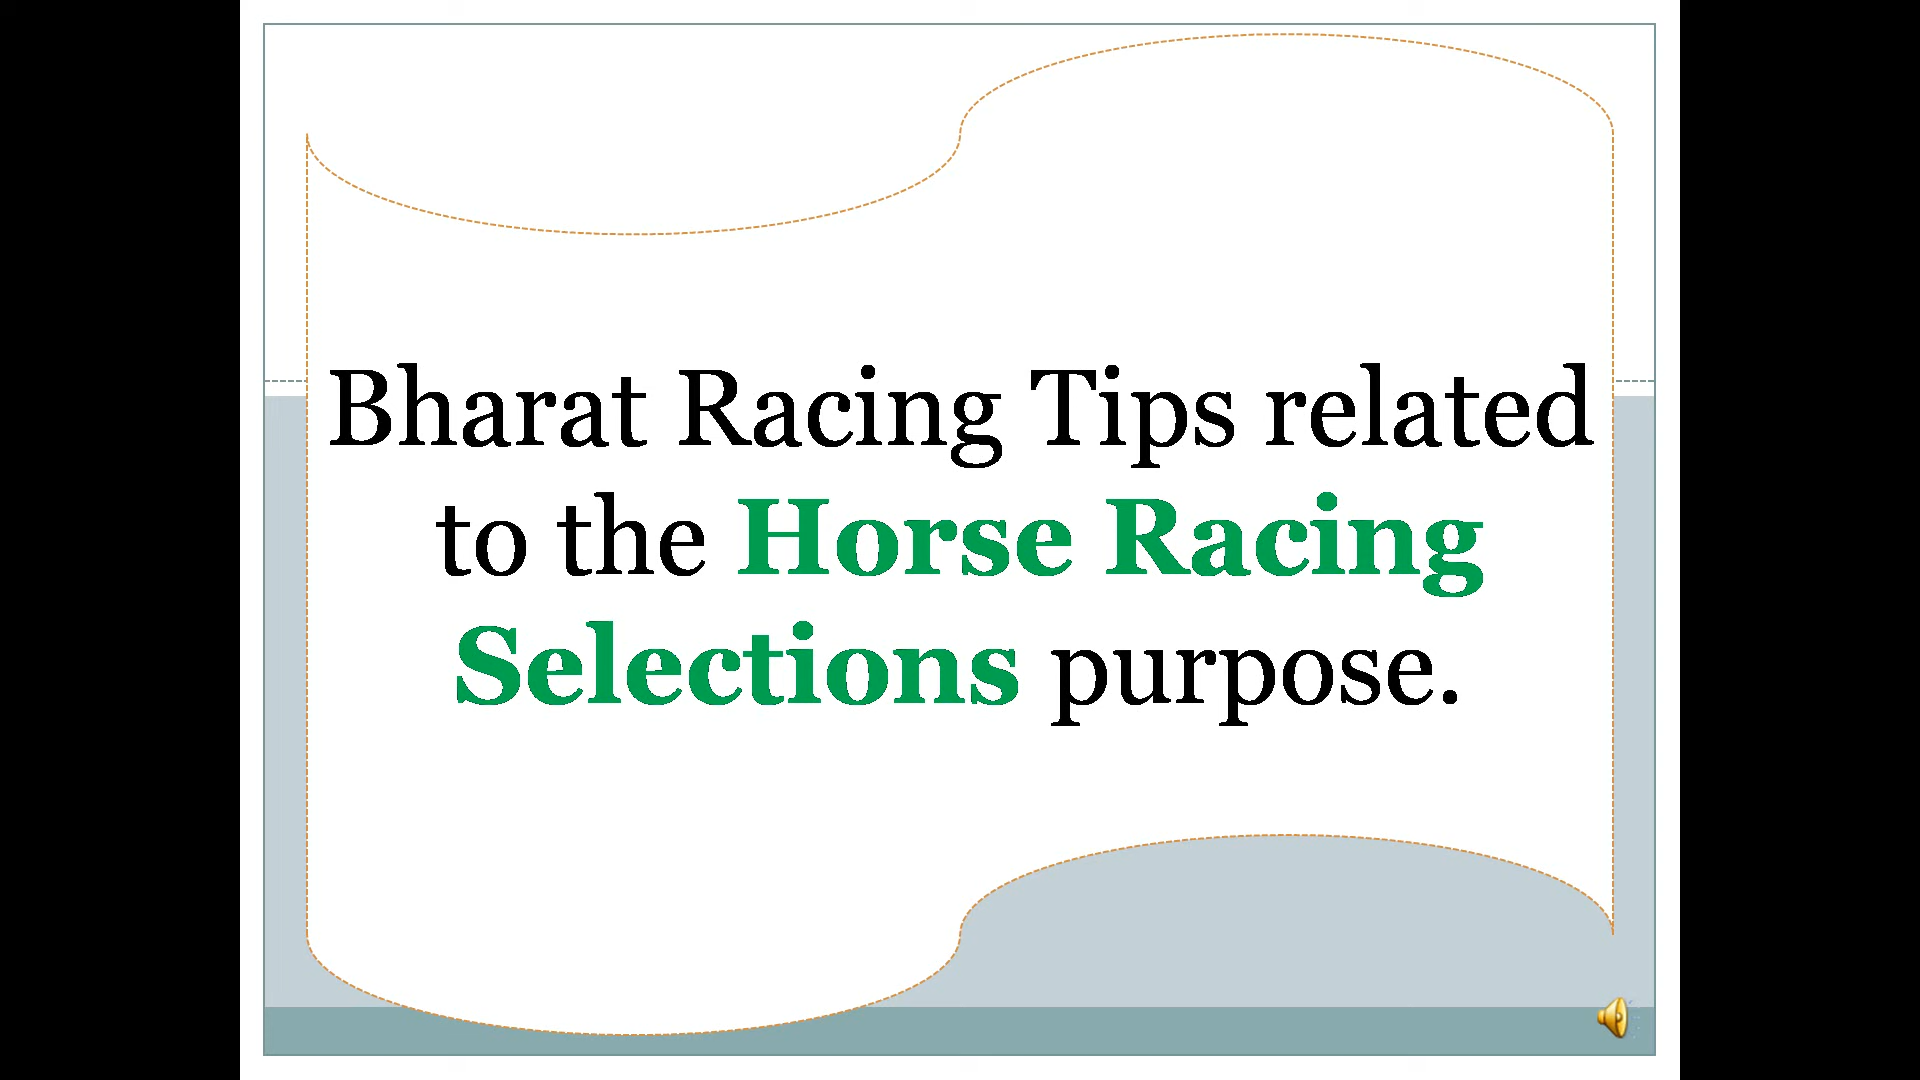 Bharat Racing Tips related
to the Horse Racing
Selections purpose.